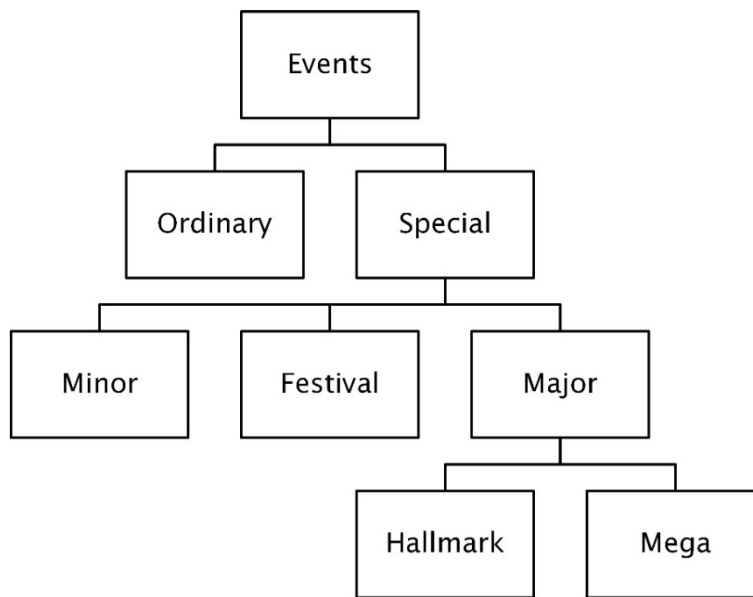 Events
Ordinary
Special
Minor
Festival
Major
Hallmark
Mega